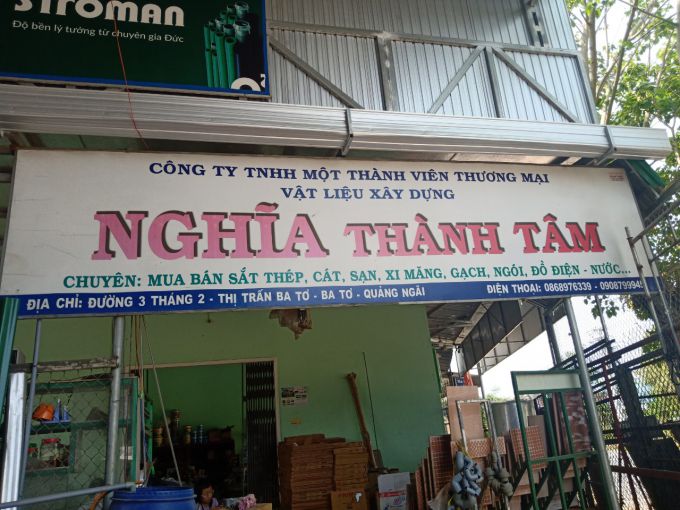 STROMAN
Độ bền lý tưởng từ chuyên gia Đức
CÔNG TY TNHH MỘT THÀNH VIÊN THƯƠNG MẠI
VẬT LIỆU XÂY DỰNG
NGHĨA THÀNH TÂM
CHUYÊN: MUA BÁN SẮT THÉP, CÁT, SẠN, XI MĂNG, GẠCH, NGÓI, ĐỒ ĐIỆN - NƯỚC...
ĐỊA CHỈ: ĐƯỜNG 3 THÁNG 2 - THỊ TRẤN BA TƠ - BA TƠ - QUẢNG NGÃI ĐIỆN THOẠI: 0868976339 - 090879994